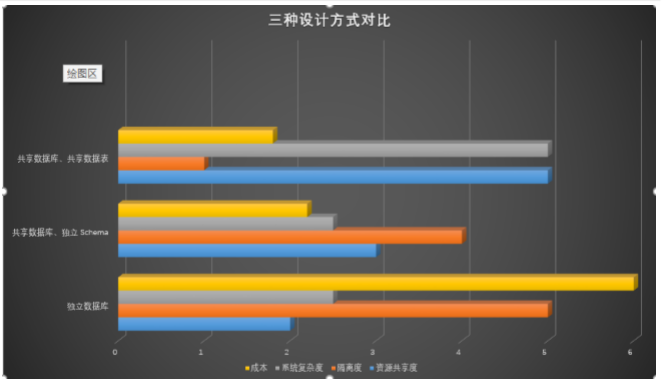 三种设计方式对比
绘图区
共享数据库、共享数据表
共享数据库、独立 Schema
独立数据库
0 1 2 3 4 5 6
成本 系统复杂度 隔离度 资源共享度